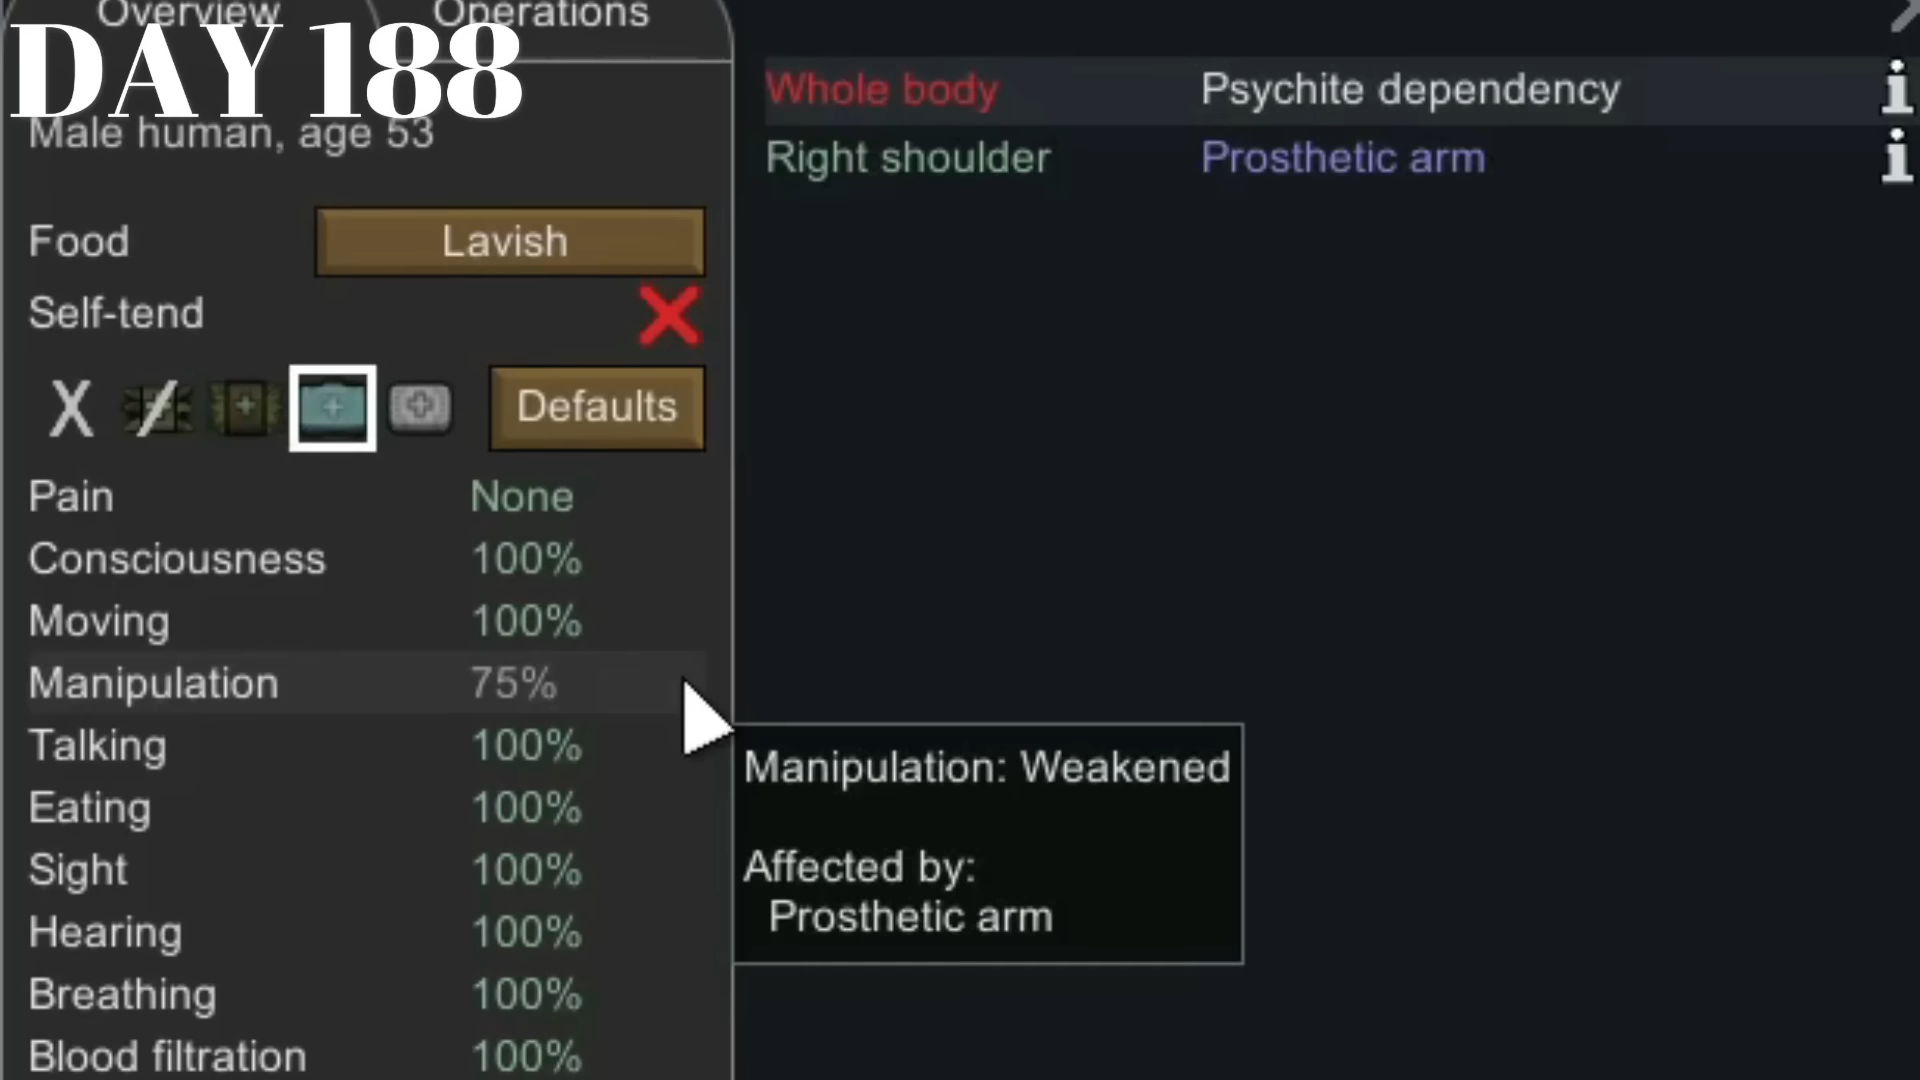 Overview Operations
DAY 188
Male human, age 53
Food Lavish
Self-tend
Defaults
Pain None
Consciousness 100%
Moving 100%
Manipulation 75%
Talking 100%
Eating 100%
Sight 100%
Hearing 100%
Breathing 100%
Blood filtration 100%
Whole body Psychite dependency
Right shoulder Prosthetic arm
Manipulation: Weakened
Affected by:
Prosthetic arm